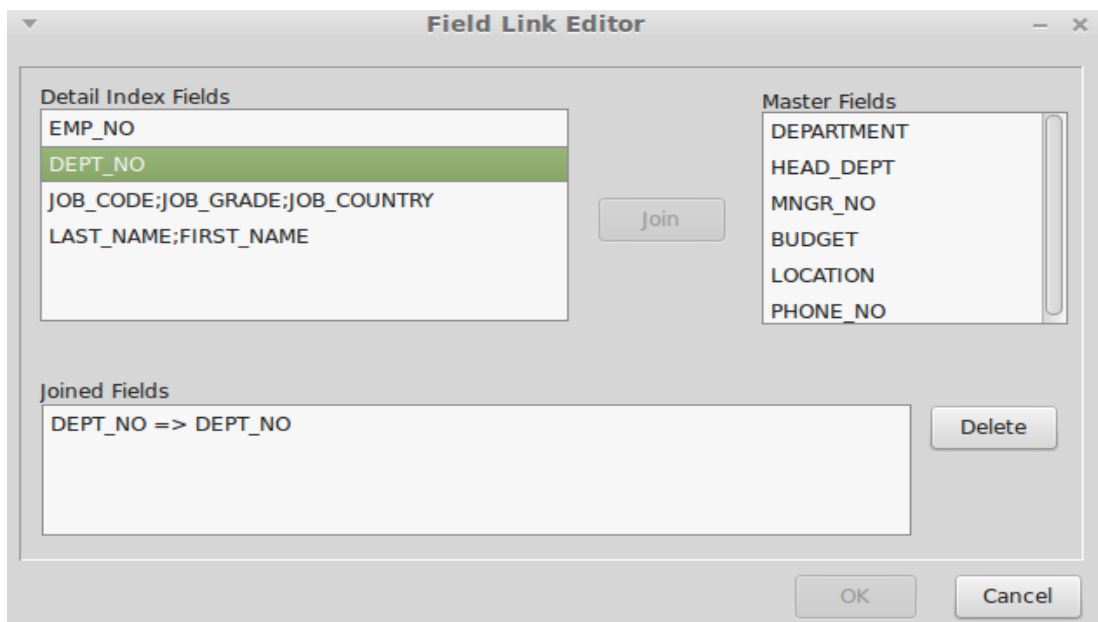 Field Link Editor
Detail Index Fields
EMP_NO
DEPT_NO
JOB_CODE;JOB_GRADE;JOB_COUNTRY
LAST_NAME;FIRST_NAME
Join
Master Fields
DEPARTMENT
HEAD_DEPT
MNGR_NO
BUDGET
LOCATION
PHONE_NO
Joined Fields
DEPT_NO => DEPT_NO
Delete
OK
Cancel